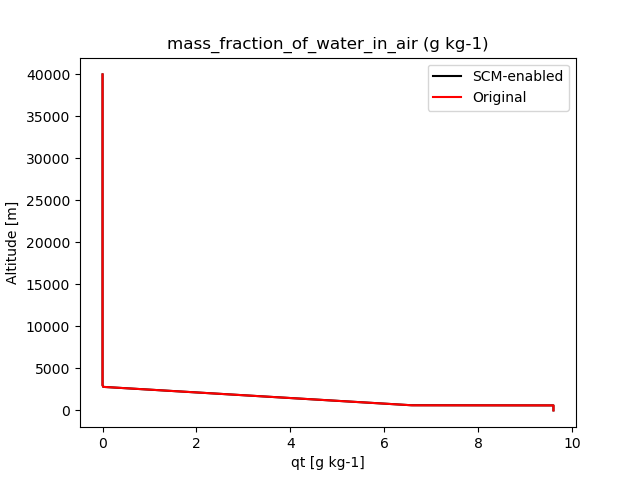 mass_fraction_of_water_in_air (g kg-1)
SCM-enabled
Original
40000
35000
30000
25000
20000
15000
10000
5000
0
Altitude [m]
0 2 4 6 8 10
qt [g kg-1]